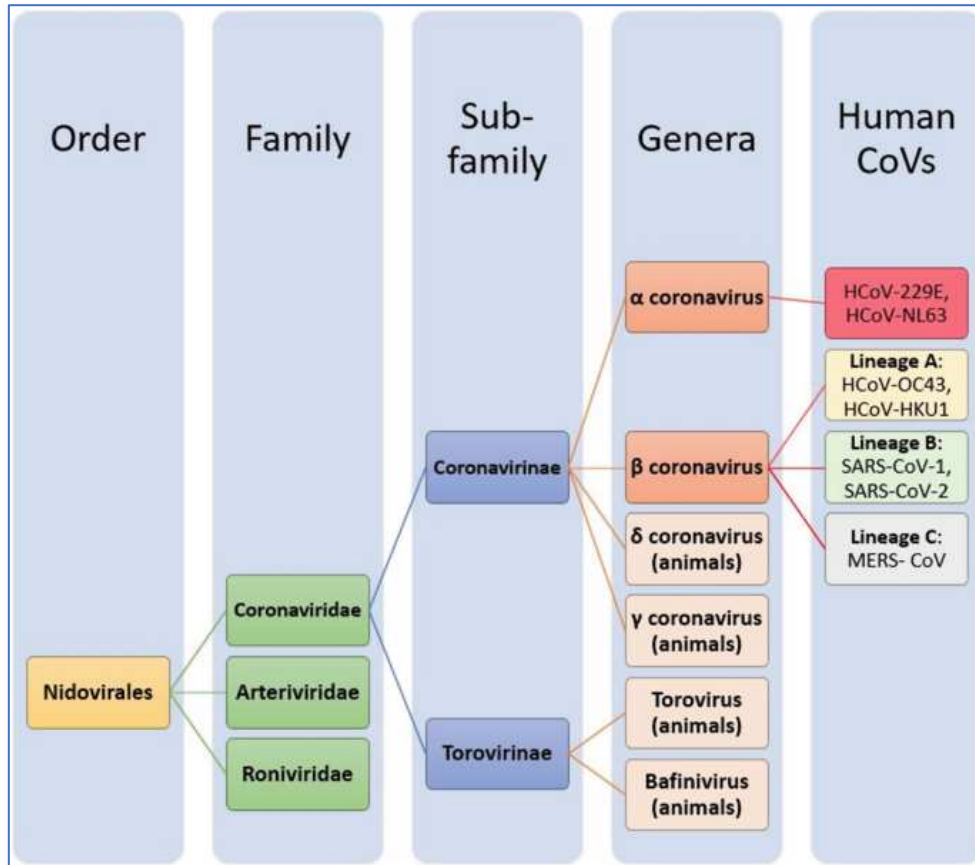 Order
Family
Sub-
family
Genera
Human
CoVs
α coronavirus
HCoV-229E,
HCoV-NL63
Lineage A:
HCoV-OC43,
HCoV-HKU1
Coronavirinae
β coronavirus
Lineage B:
SARS-CoV-1,
SARS-CoV-2
δ coronavirus
(animals)
Lineage C:
MERS- CoV
Coronaviridae
γ coronavirus
(animals)
Nidovirales
Arteriviridae
Torovirus
(animals)
Roniviridae
Torovirinae
Bafinivirus
(animals)